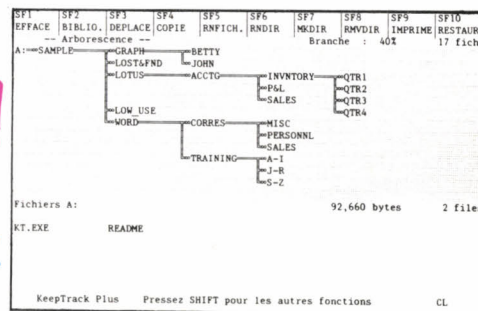 SF1 SF2 SF3 SF4 SF5 SF6 SF7 SF8 SF9 SF10
EFFACE BIBLIO. DEPLACE COPIE RNFICH. RNDIR MKDIR RMVDIR IMPRIME RESTAUR
-- Arborescence -- Branche : 40% 17 fich
A: SAMPLE GRAPH BETTY
LOST&FND JOHN
LOTUS ACCTG INVNTORY QTR1
P&L QTR2
SALES QTR3
LOW_USE QTR4
WORD CORRES MISC
PERSONNL
SALES
TRAINING A-I
J-R
S-Z
Fichiers A: 92,660 bytes 2 files
KT.EXE README
KeepTrack Plus Pressez SHIFT pour les autres fonctions CL